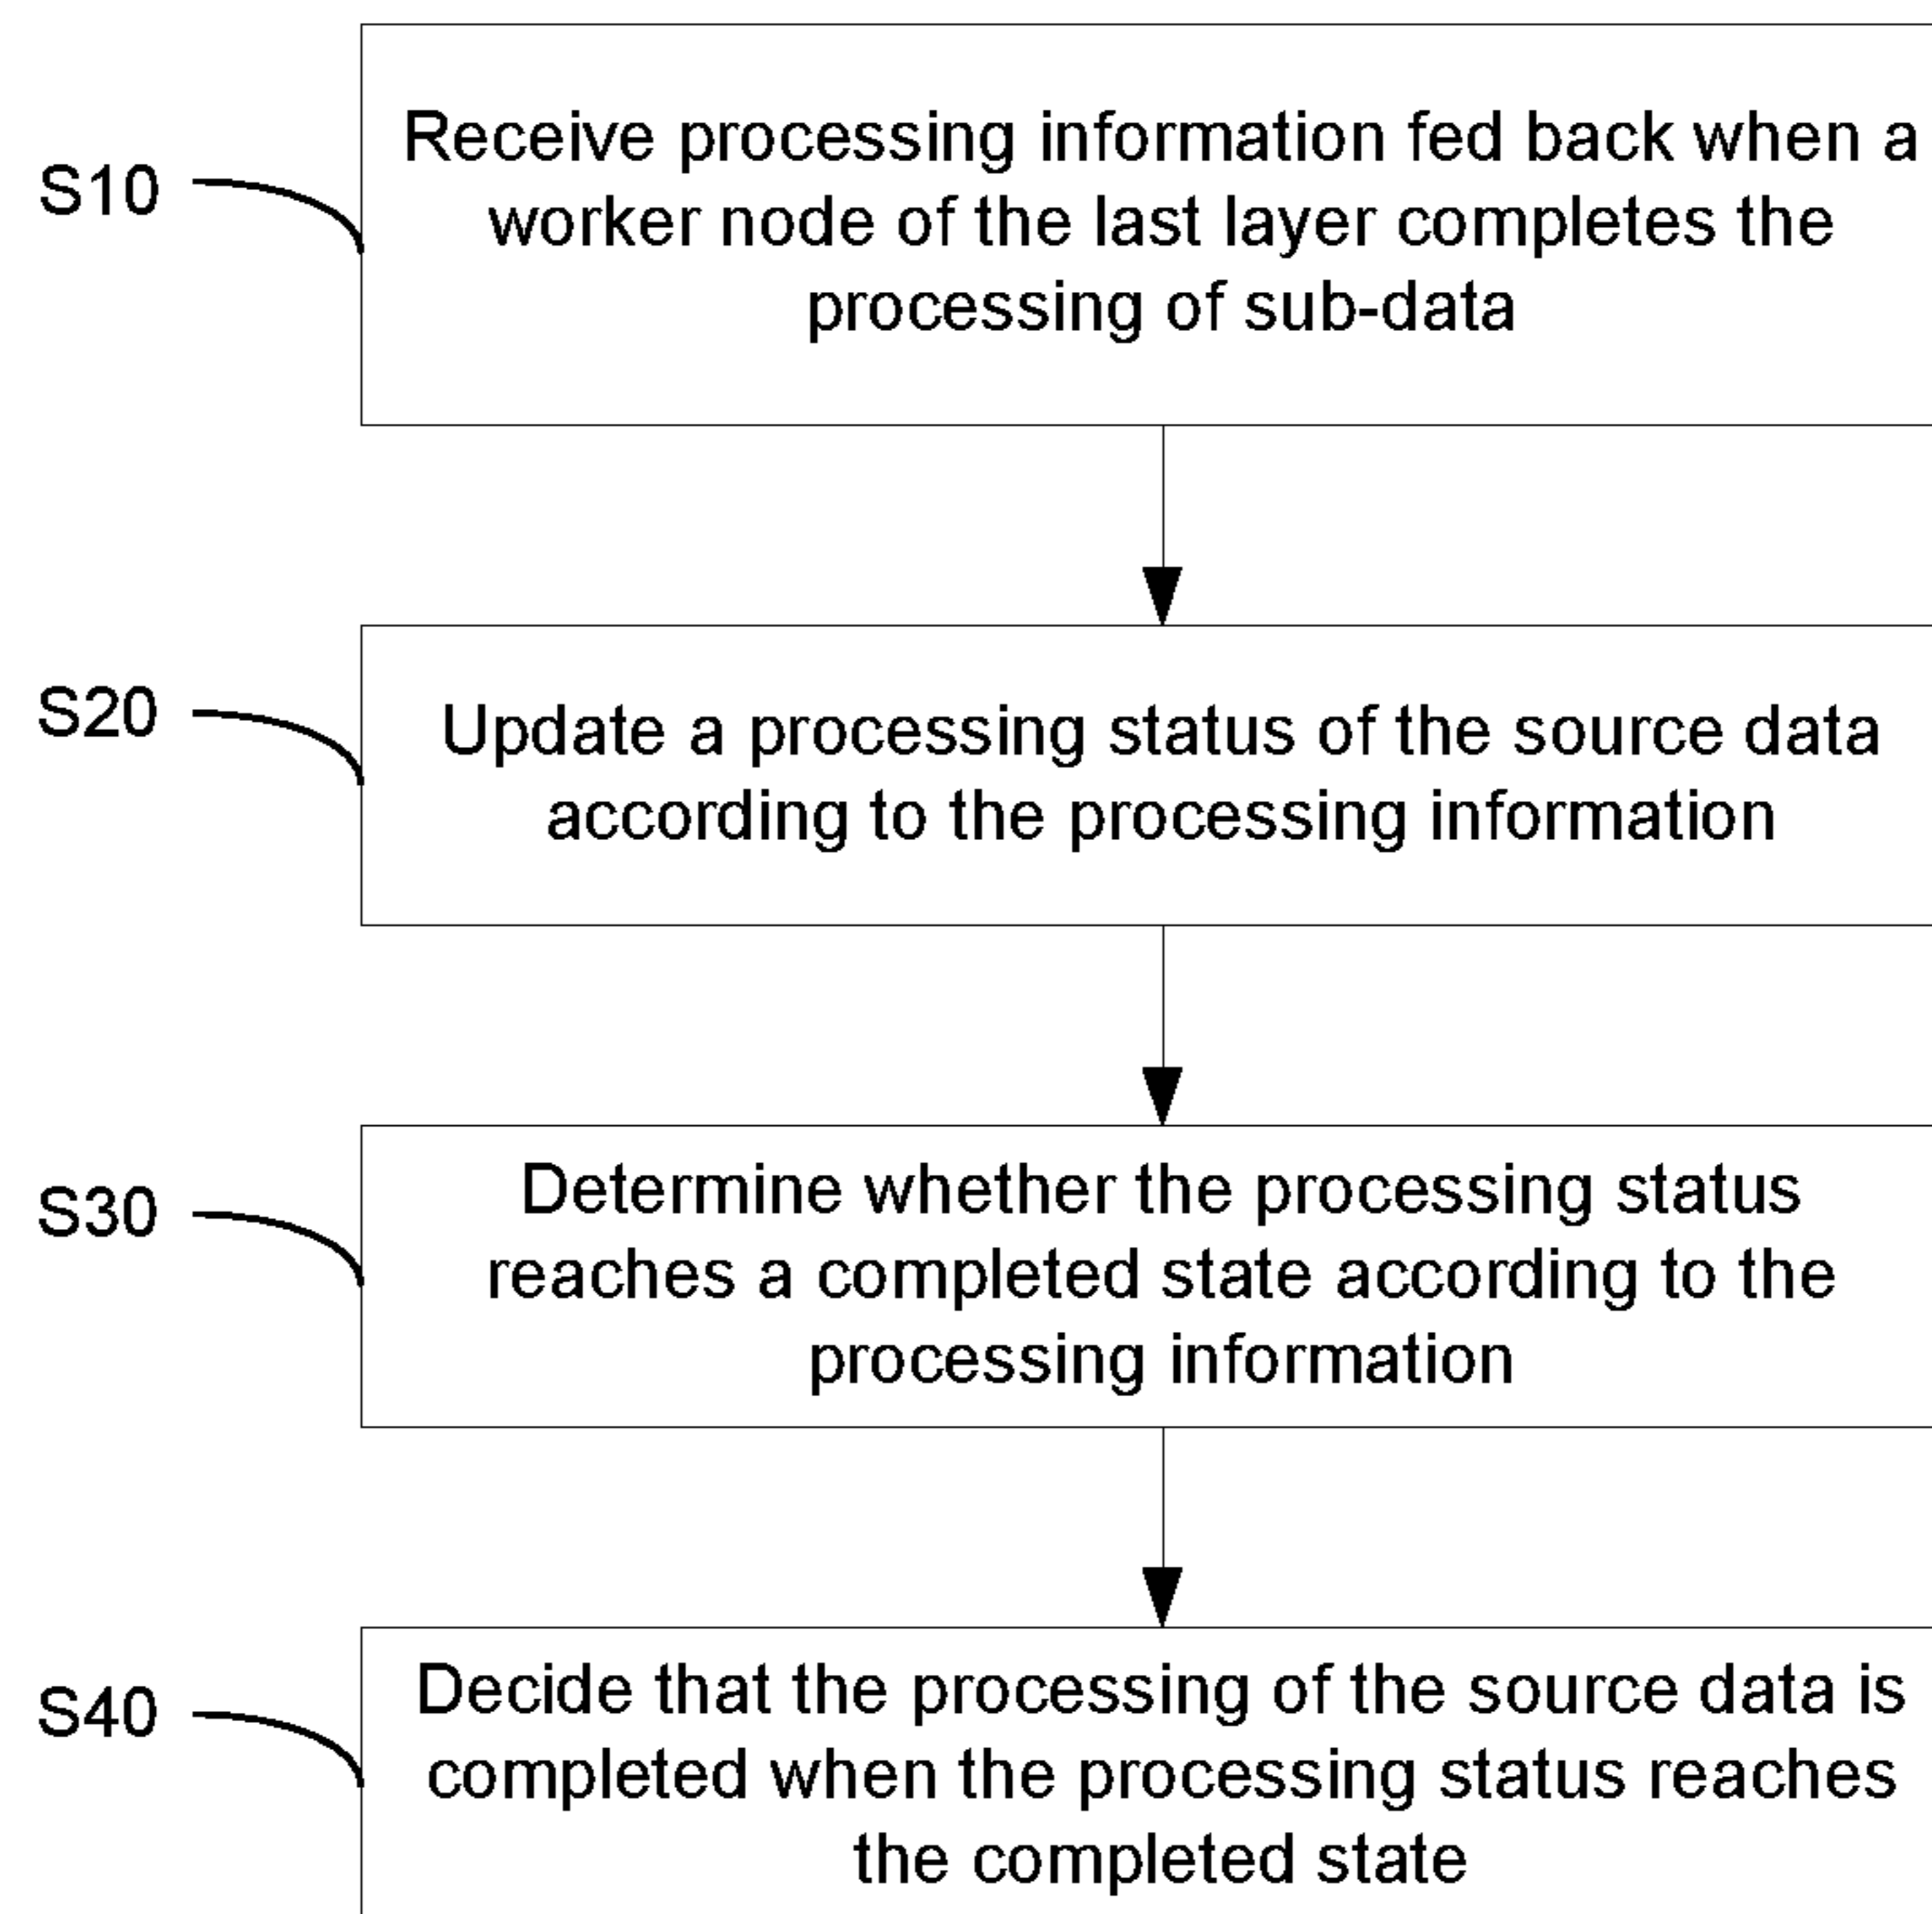 S10
Receive processing information fed back when a
worker node of the last layer completes the
processing of sub-data
S20
Update a processing status of the source data
according to the processing information
S30
Determine whether the processing status
reaches a completed state according to the
processing information
S40
Decide that the processing of the source data is
completed when the processing status reaches
the completed state